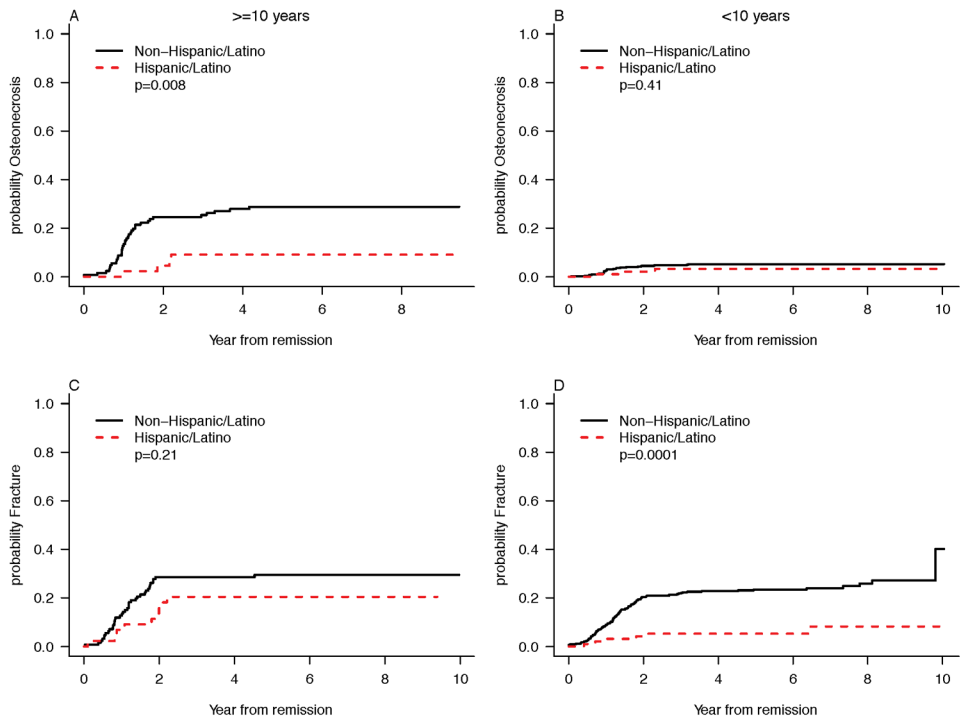 A
>=10 years
1.0
0.8
0.6
0.4
0.2
0.0
probability Osteonecrosis
Non−Hispanic/Latino
Hispanic/Latino
p=0.008
0 2 4 6 8
Year from remission
B
<10 years
1.0
0.8
0.6
0.4
0.2
0.0
probability Osteonecrosis
Non−Hispanic/Latino
Hispanic/Latino
p=0.41
0 2 4 6 8 10
Year from remission
C
1.0
0.8
0.6
0.4
0.2
0.0
probability Fracture
Non−Hispanic/Latino
Hispanic/Latino
p=0.21
0 2 4 6 8 10
Year from remission
D
1.0
0.8
0.6
0.4
0.2
0.0
probability Fracture
Non−Hispanic/Latino
Hispanic/Latino
p=0.0001
0 2 4 6 8 10
Year from remission